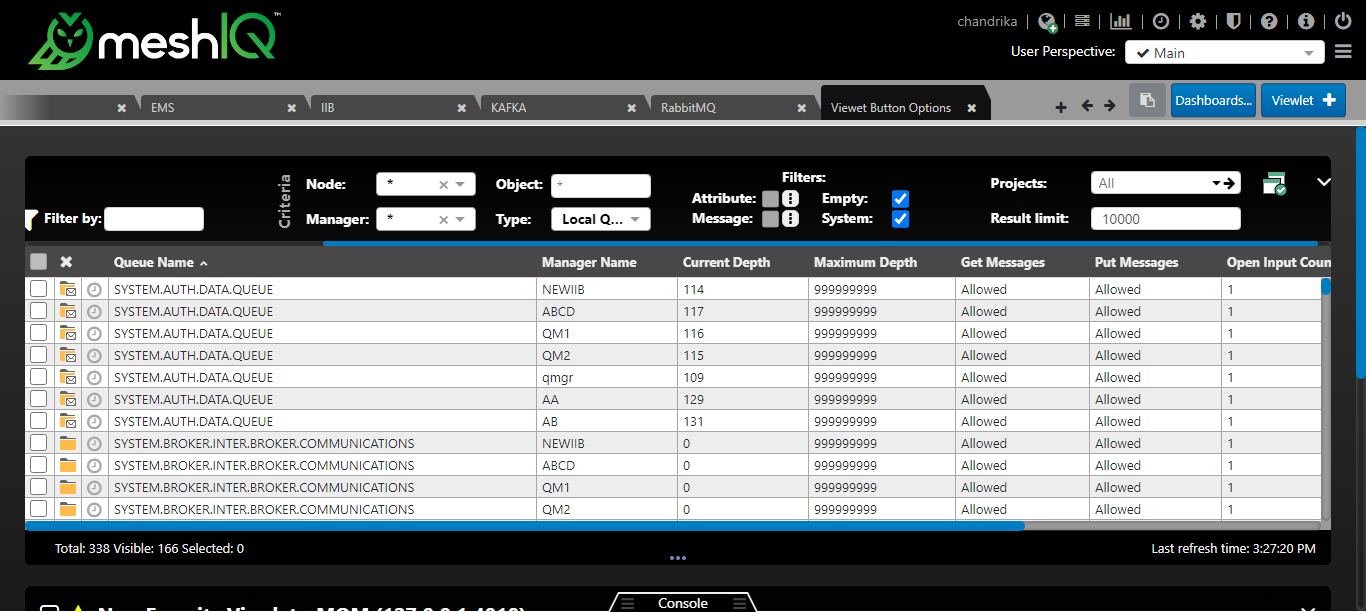 meshIQ™
chandrika
User Perspective: Main
EMS IIB KAFKA RabbitMQ Viewet Button Options Dashboards... Viewlet
Criteria
Node: * Object: * Filters: Projects: All
Attribute: Empty:
Filter by: Manager: * Type: Local Q... Message: System: Result limit: 10000
Queue Name Manager Name Current Depth Maximum Depth Get Messages Put Messages Open Input Coun
SYSTEM.AUTH.DATA.QUEUE NEWIIB 114 999999999 Allowed Allowed 1
SYSTEM.AUTH.DATA.QUEUE ABCD 117 999999999 Allowed Allowed 1
SYSTEM.AUTH.DATA.QUEUE QM1 116 999999999 Allowed Allowed 1
SYSTEM.AUTH.DATA.QUEUE QM2 115 999999999 Allowed Allowed 1
SYSTEM.AUTH.DATA.QUEUE qmgr 109 999999999 Allowed Allowed 1
SYSTEM.AUTH.DATA.QUEUE AA 129 999999999 Allowed Allowed 1
SYSTEM.AUTH.DATA.QUEUE AB 131 999999999 Allowed Allowed 1
SYSTEM.BROKER.INTER.BROKER.COMMUNICATIONS NEWIIB 0 999999999 Allowed Allowed 1
SYSTEM.BROKER.INTER.BROKER.COMMUNICATIONS ABCD 0 999999999 Allowed Allowed 1
SYSTEM.BROKER.INTER.BROKER.COMMUNICATIONS QM1 0 999999999 Allowed Allowed 1
SYSTEM.BROKER.INTER.BROKER.COMMUNICATIONS QM2 0 999999999 Allowed Allowed 1
Total: 338 Visible: 166 Selected: 0 Last refresh time: 3:27:20 PM
Console